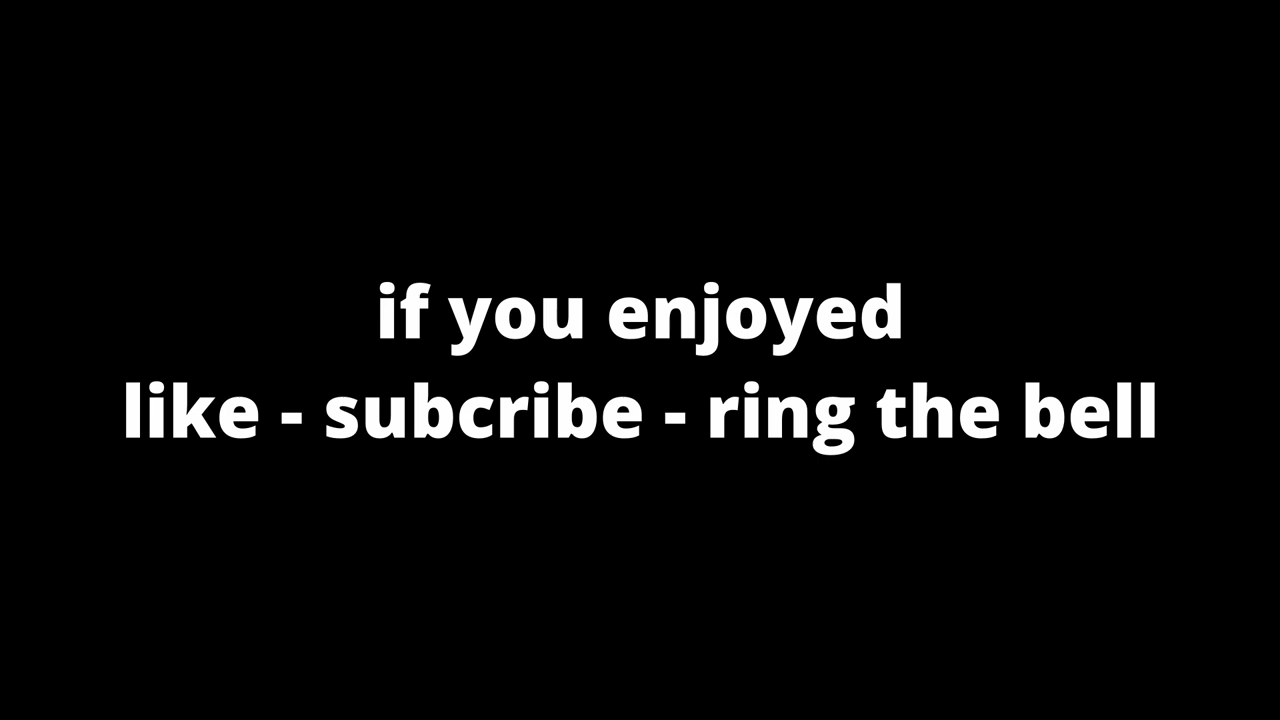 if you enjoyed
like - subcribe - ring the bell